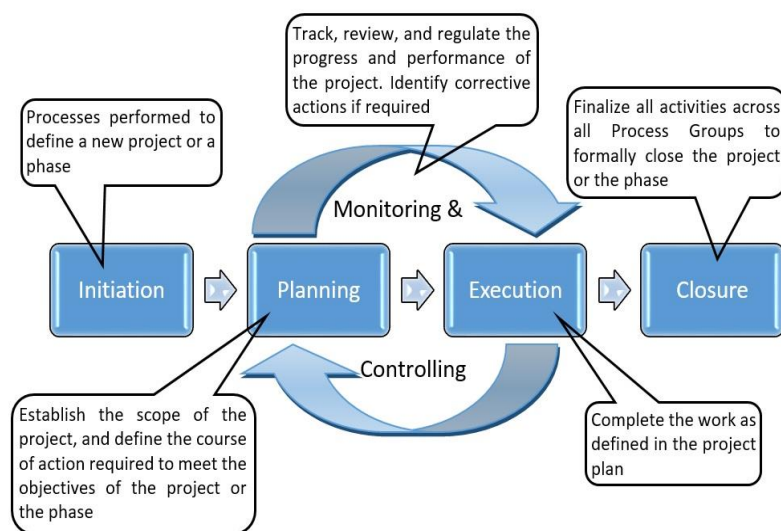 Track, review, and regulate the
progress and performance of
the project. Identify corrective
actions if required
Processes performed to
define a new project or a
phase
Finalize all activities across
all Process Groups to
formally close the project
or the phase
Monitoring &
Initiation
Planning
Execution
Closure
Controlling
Establish the scope of the
project, and define the course
of action required to meet the
objectives of the project or
the phase
Complete the work as
defined in the project
plan